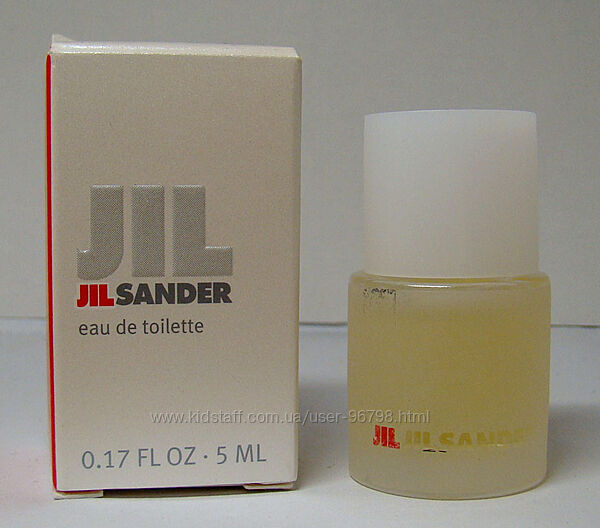 JIL
JIL SANDER
eau de toilette
0.17 FL OZ · 5 ML
JIL JIL SANDER
www.kidstaff.com.ua/user-96798.html